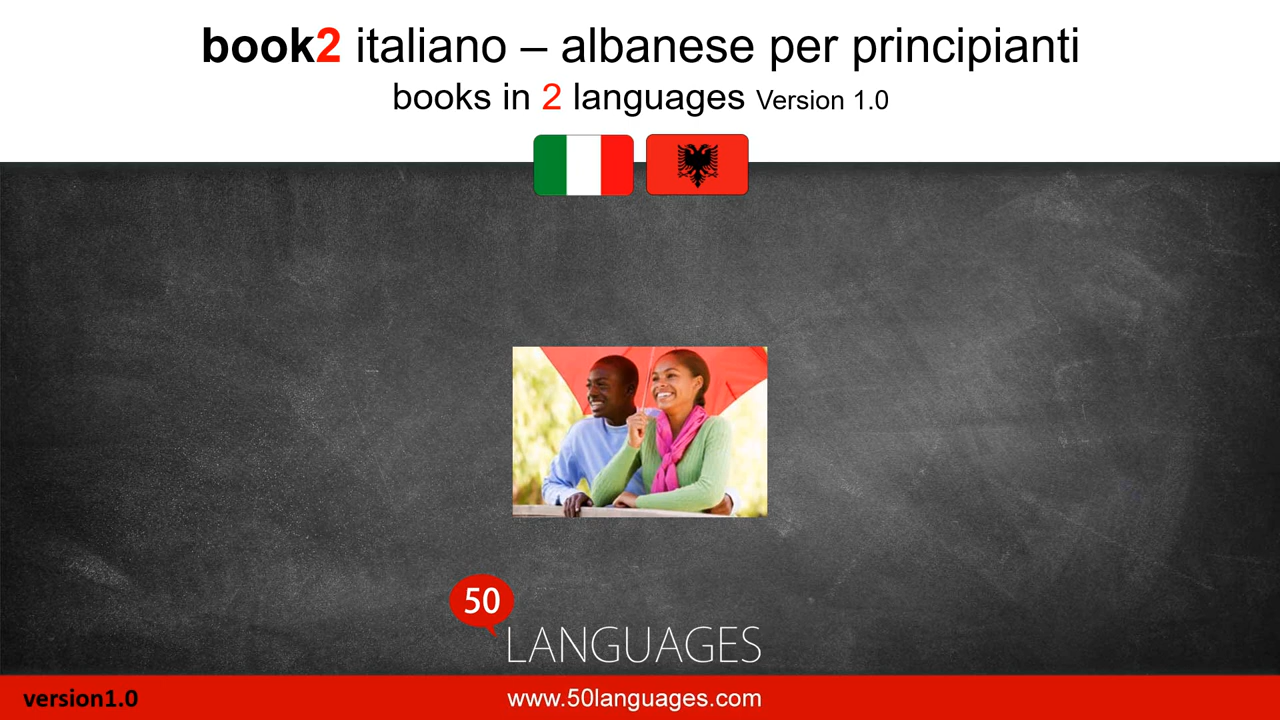 book2 italiano – albanese per principianti
books in 2 languages Version 1.0
50
LANGUAGES
version1.0
www.50languages.com